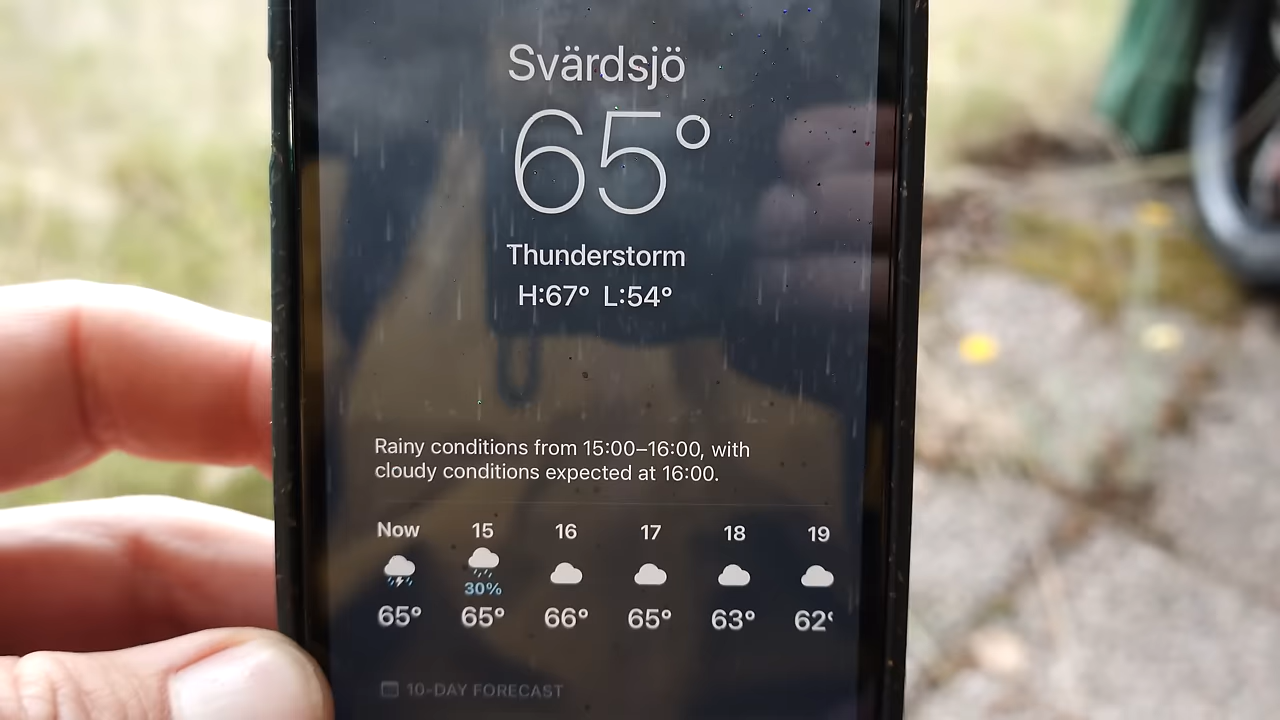 Svärdsjö
65°
Thunderstorm
H:67° L:54°
Rainy conditions from 15:00–16:00, with
cloudy conditions expected at 16:00.
Now 15 16 17 18 19
30%
65° 65° 66° 65° 63° 62°
10-DAY FORECAST